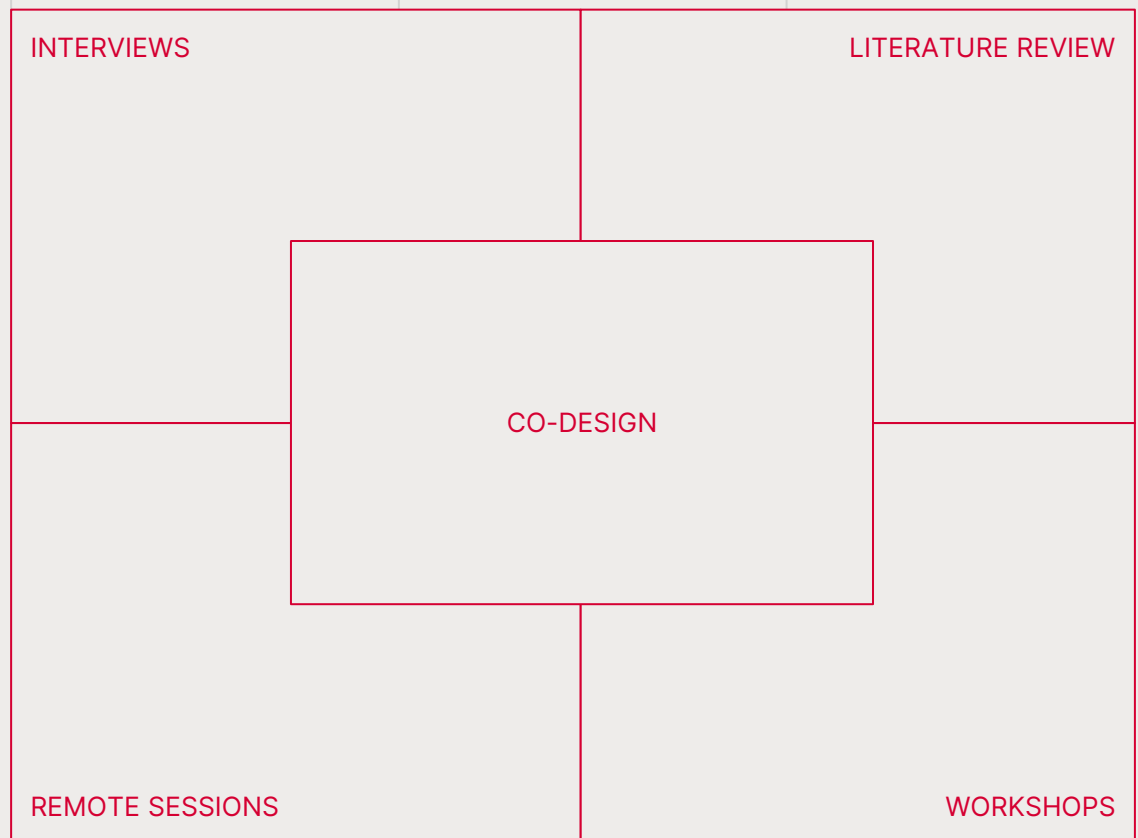 INTERVIEWS
LITERATURE REVIEW
CO-DESIGN
REMOTE SESSIONS
WORKSHOPS